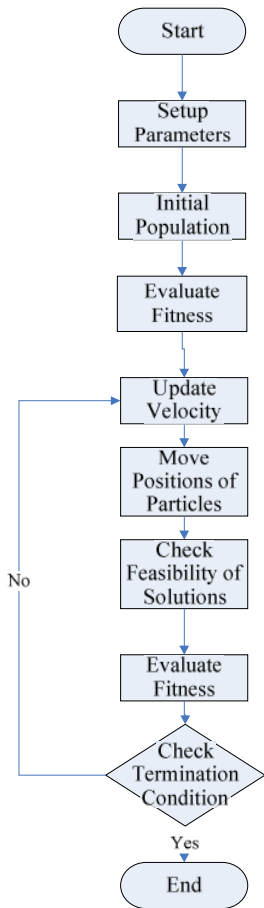 Start
Setup
Parameters
Initial
Population
Evaluate
Fitness
Update
Velocity
Move
Positions of
Particles
Check
Feasibility of
Solutions
No
Evaluate
Fitness
Check
Termination
Condition
Yes
End